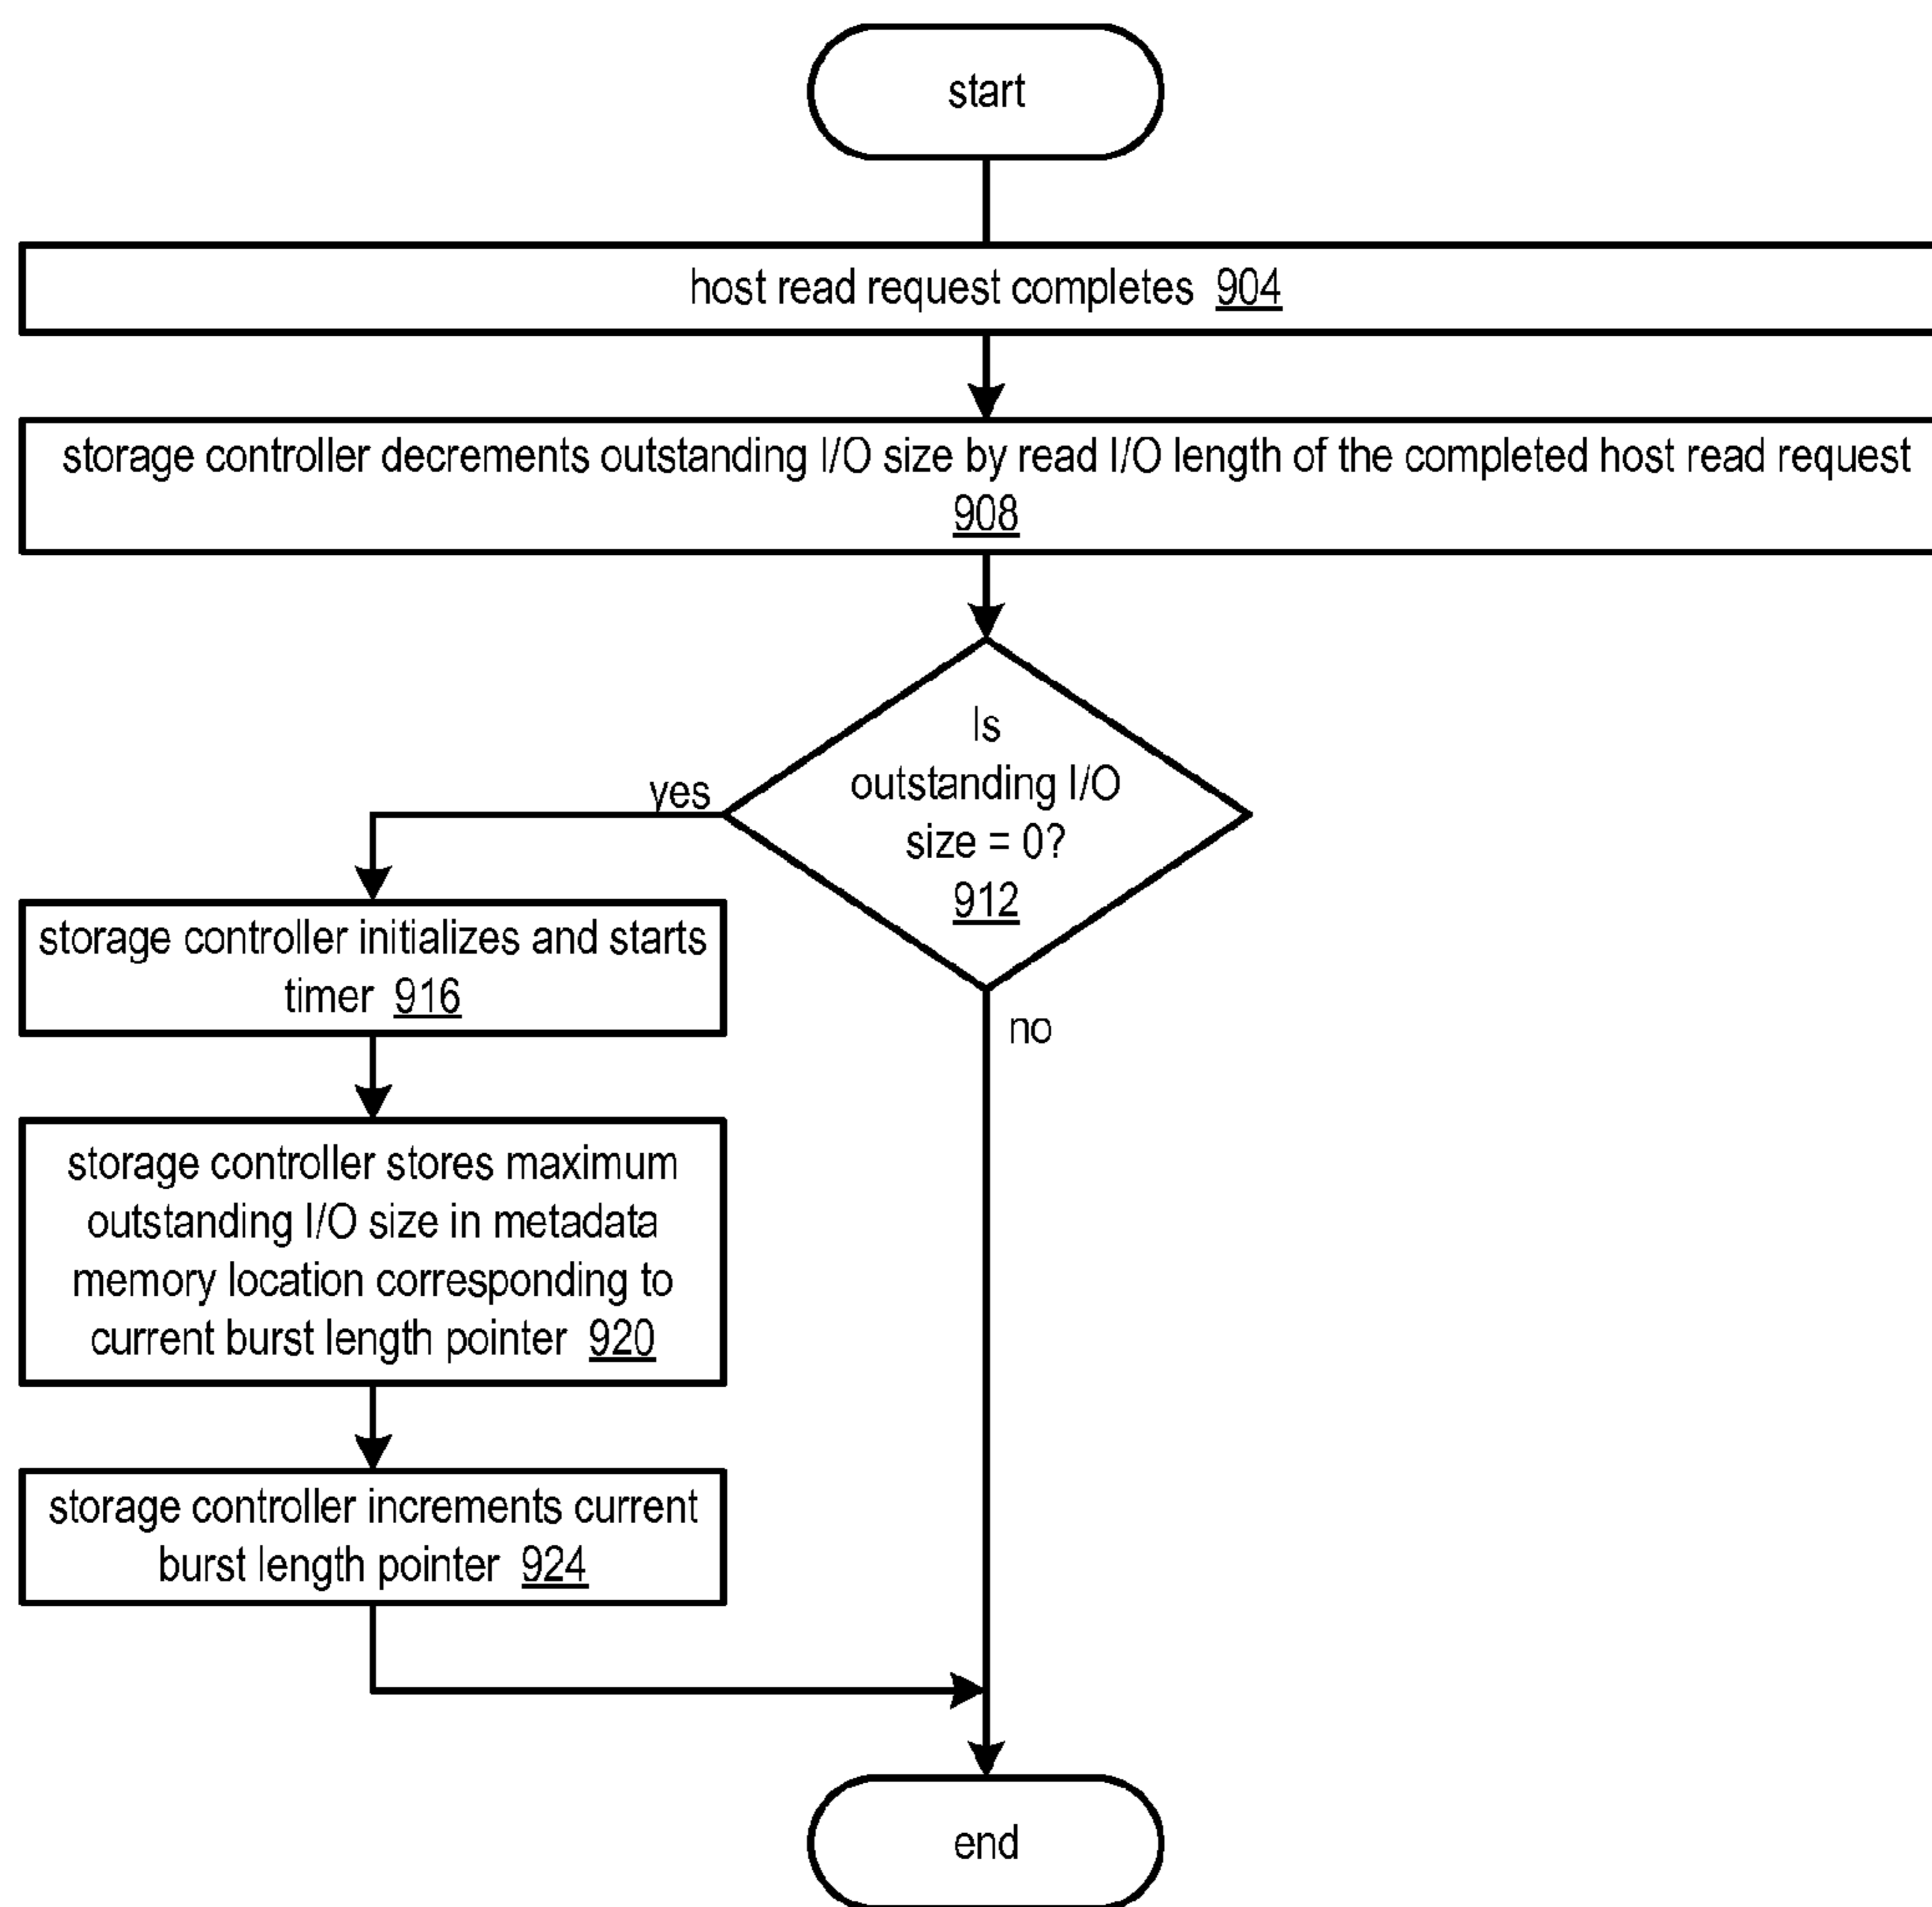 start
host read request completes 904
storage controller decrements outstanding I/O size by read I/O length of the completed host read request
908
Is
outstanding I/O
size = 0?
912
yes
no
storage controller initializes and starts
timer 916
storage controller stores maximum
outstanding I/O size in metadata
memory location corresponding to
current burst length pointer 920
storage controller increments current
burst length pointer 924
end